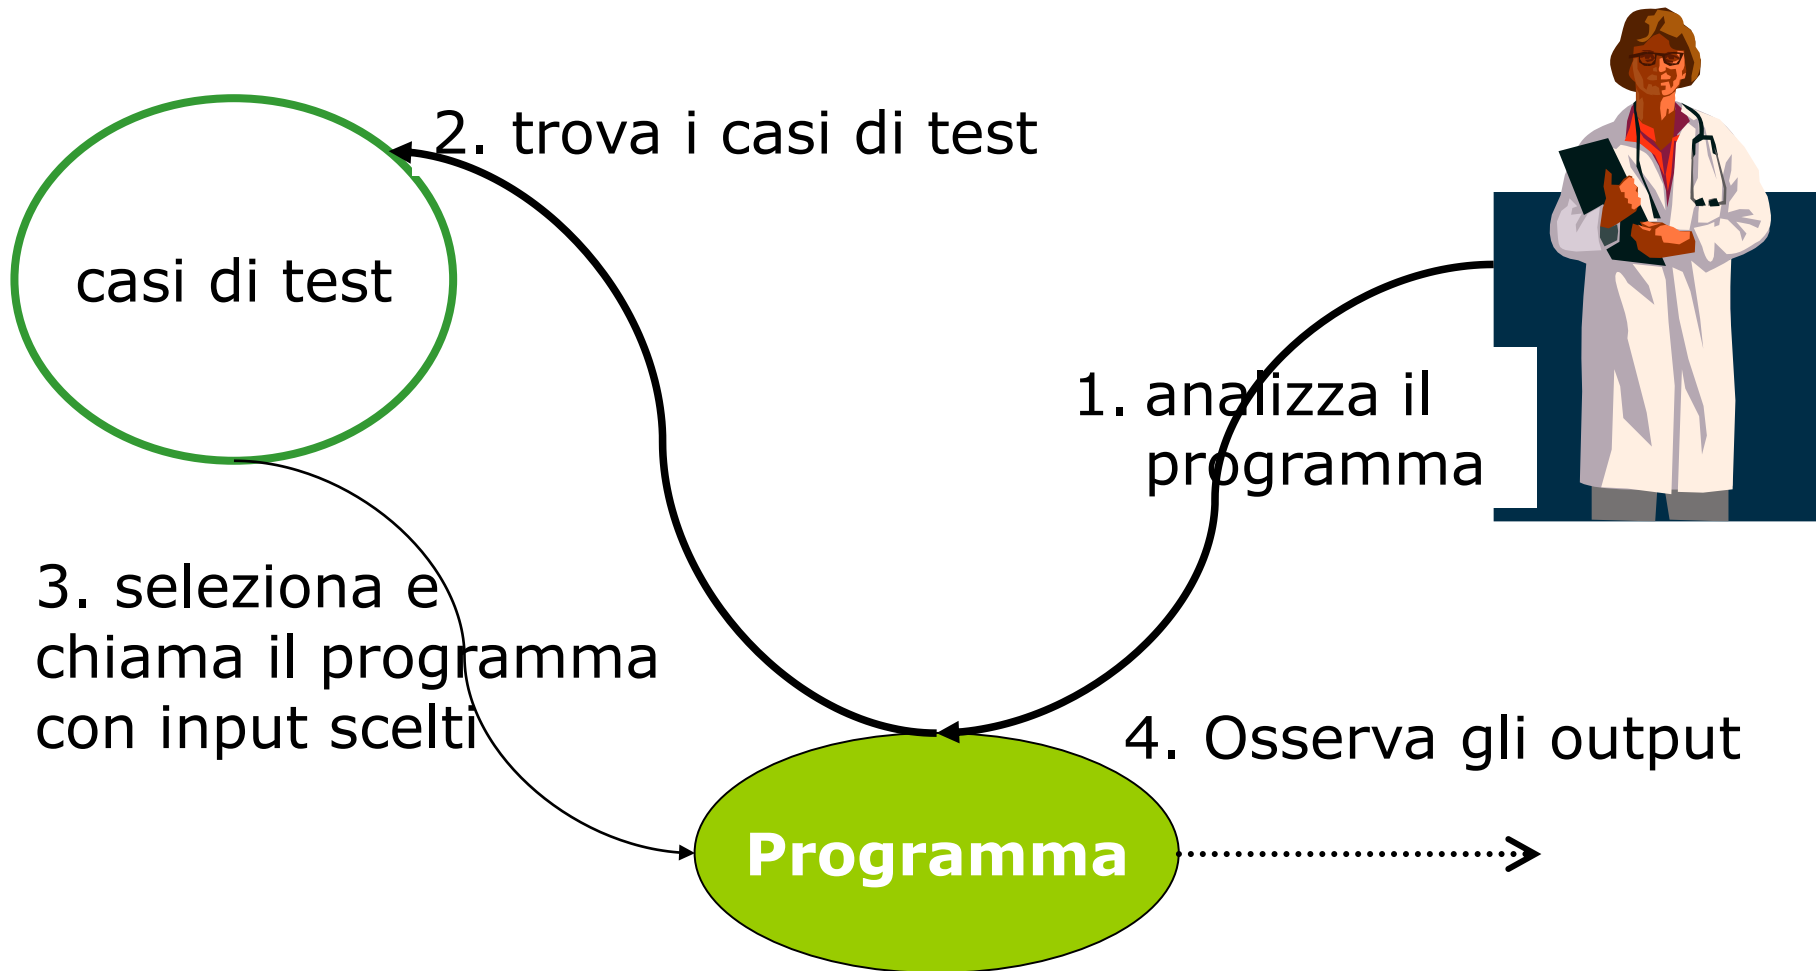 2. trova i casi di test
casi di test
1. analizza il
programma
3. seleziona e
chiama il programma
con input scelti
4. Osserva gli output
Programma